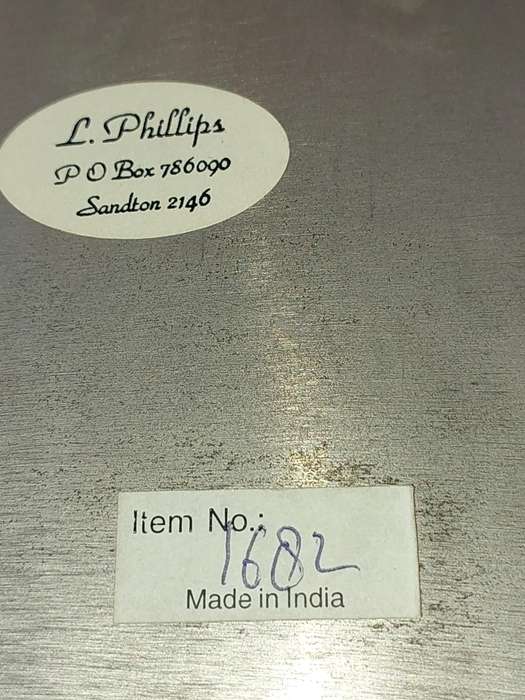 L. Phillips
P O Box 786090
Sandton 2146
Item No.:
1682
Made in India